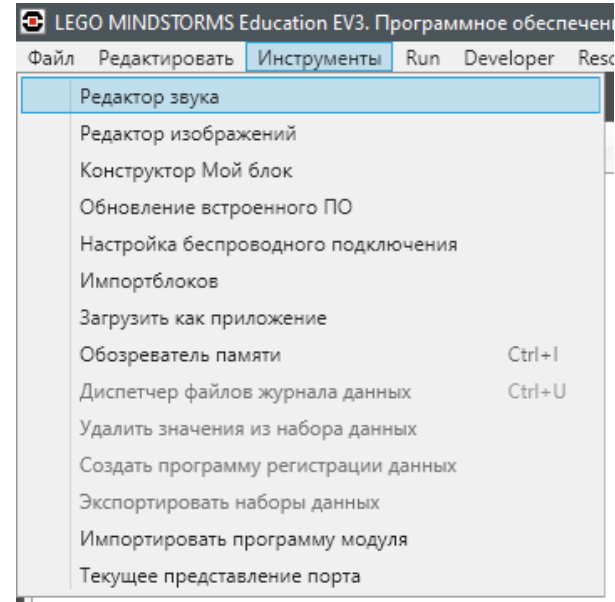 LEGO MINDSTORMS Education EV3. Программное обеспечен
Файл Редактировать Инструменты Run Developer Reso
Редактор звука
Редактор изображений
Конструктор Мой блок
Обновление встроенного ПО
Настройка беспроводного подключения
Импортблоков
Загрузить как приложение
Обозреватель памяти Ctrl+I
Диспетчер файлов журнала данных Ctrl+U
Удалить значения из набора данных
Создать программу регистрации данных
Экспортировать наборы данных
Импортировать программу модуля
Текущее представление порта